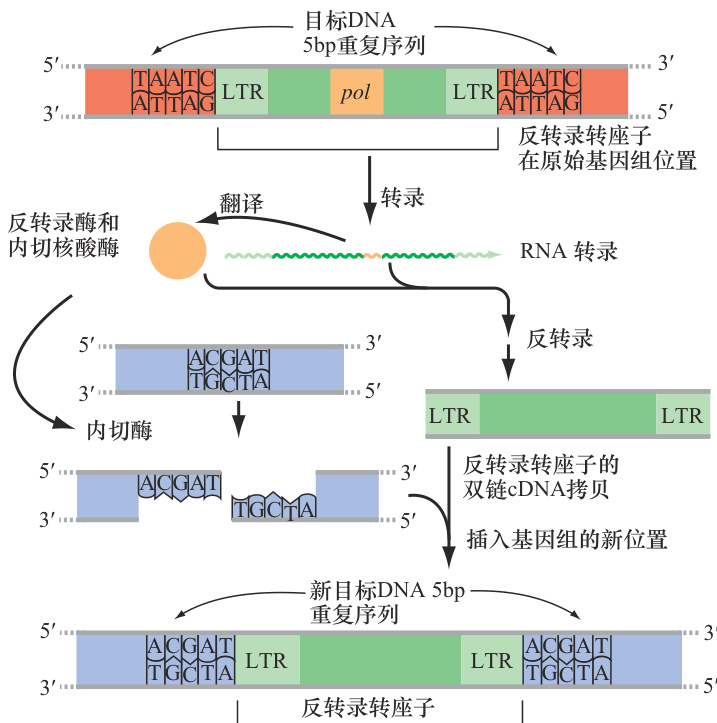 目标DNA
5bp重复序列
5′ 3′
TAATC LTR pol LTR TAATC
ATTAG ATTAG
3′ 5′
反转录转座子
在原始基因组位置
转录
翻译
反转录酶和
内切核酸酶
RNA 转录
反转录
5′ 3′
ACGAT
TGCTA
3′ 5′
LTR LTR
内切酶
反转录转座子的
双链cDNA拷贝
5′ 3′
ACGAT
TGCTA
3′ 5′
插入基因组的新位置
新目标DNA 5bp
重复序列
5′ 3′
ACGAT LTR LTR ACGAT
TGCTA TGCTA
3′ 5′
反转录转座子